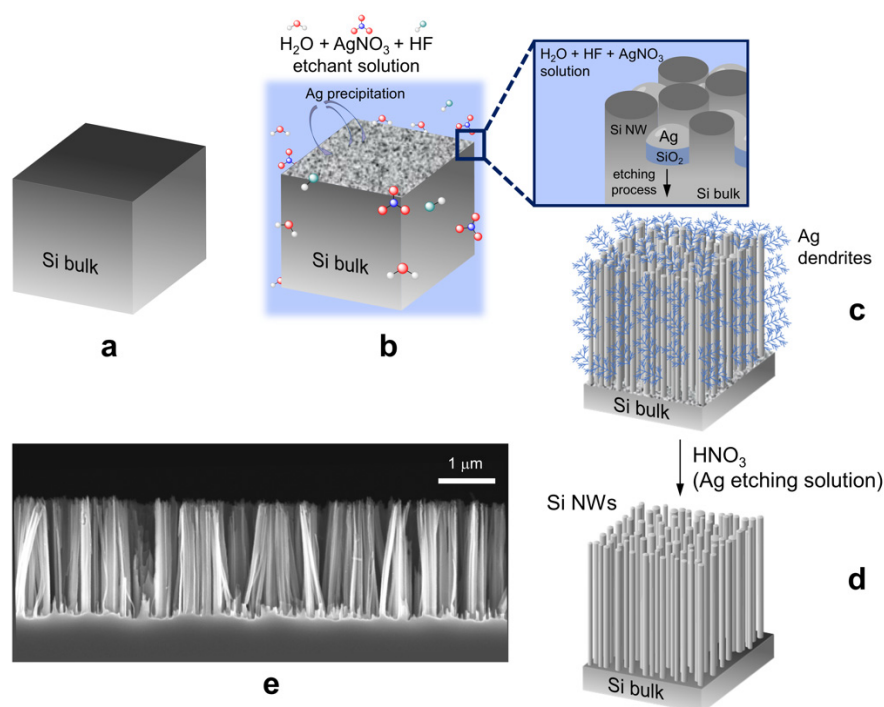 H₂O + AgNO₃ + HF
etchant solution
Ag precipitation
Si bulk
a
Si bulk
b
H₂O + HF + AgNO₃
solution
Si NW
Ag
SiO₂
etching
process
Si bulk
Ag
dendrites
c
Si bulk
HNO₃
(Ag etching solution)
Si NWs
d
Si bulk
1 μm
e